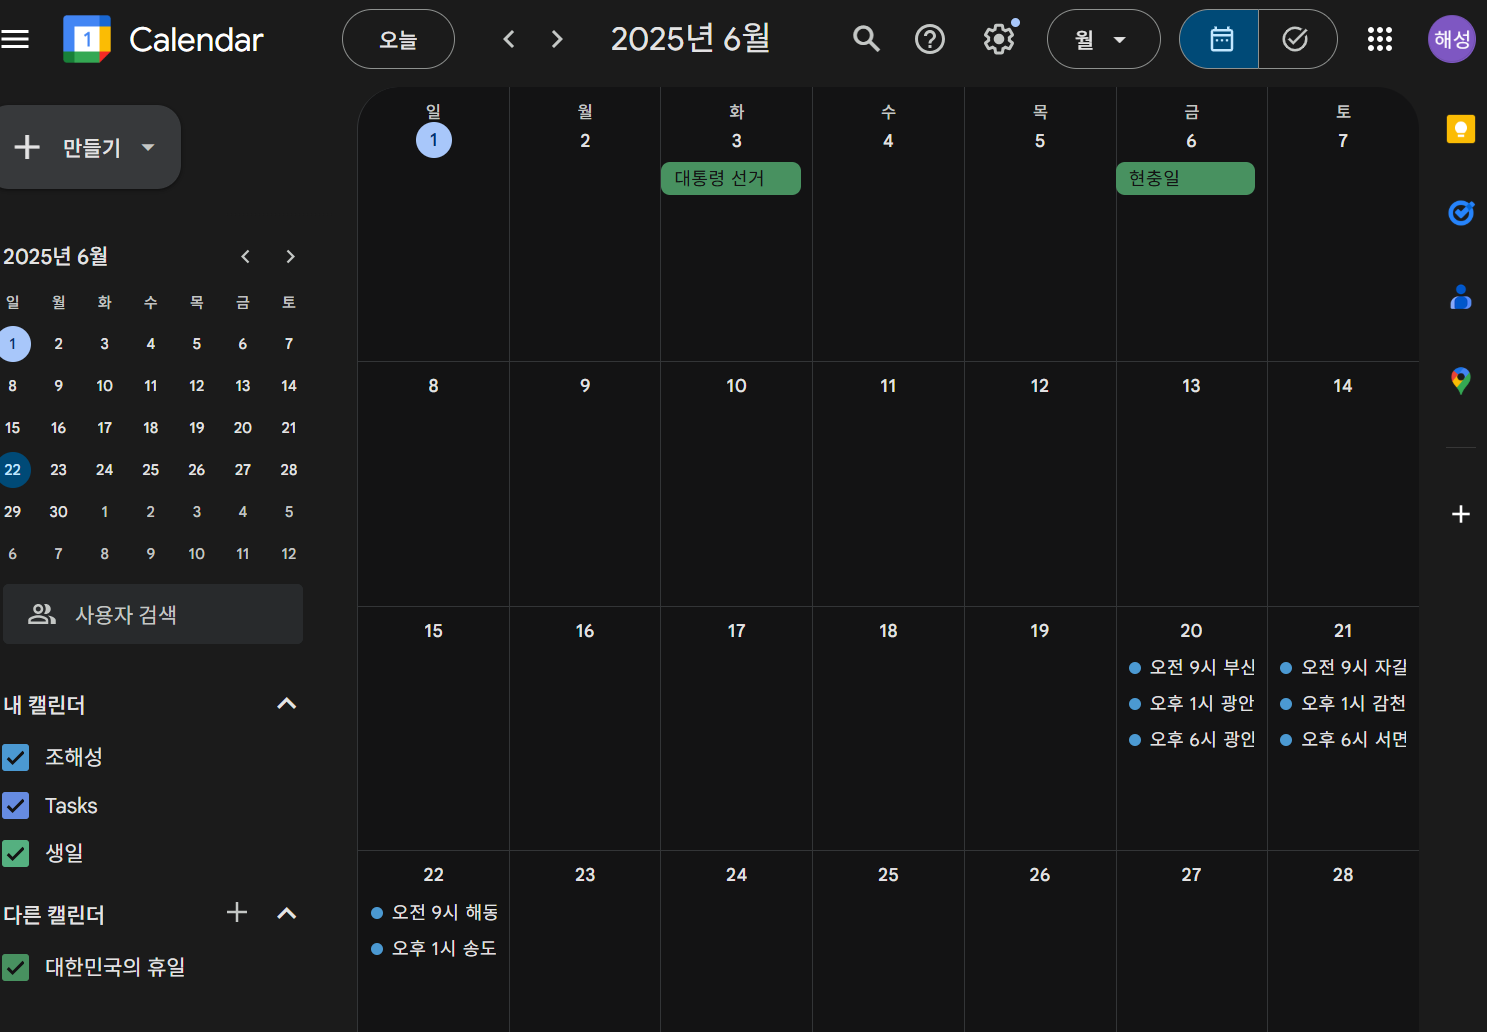 Calendar
오늘
2025년 6월
월
해성
만들기
2025년 6월
일 월 화 수 목 금 토
1 2 3 4 5 6 7
8 9 10 11 12 13 14
15 16 17 18 19 20 21
22 23 24 25 26 27 28
29 30 1 2 3 4 5
6 7 8 9 10 11 12
사용자 검색
내 캘린더
조해성
Tasks
생일
다른 캘린더
대한민국의 휴일
일 월 화 수 목 금 토
1 2 3 4 5 6 7
대통령 선거 현충일
8 9 10 11 12 13 14
15 16 17 18 19 20 21
오전 9시 부산 오전 9시 자갈
오후 1시 광안 오후 1시 감천
오후 6시 광안 오후 6시 서면
22 23 24 25 26 27 28
오전 9시 해동
오후 1시 송도